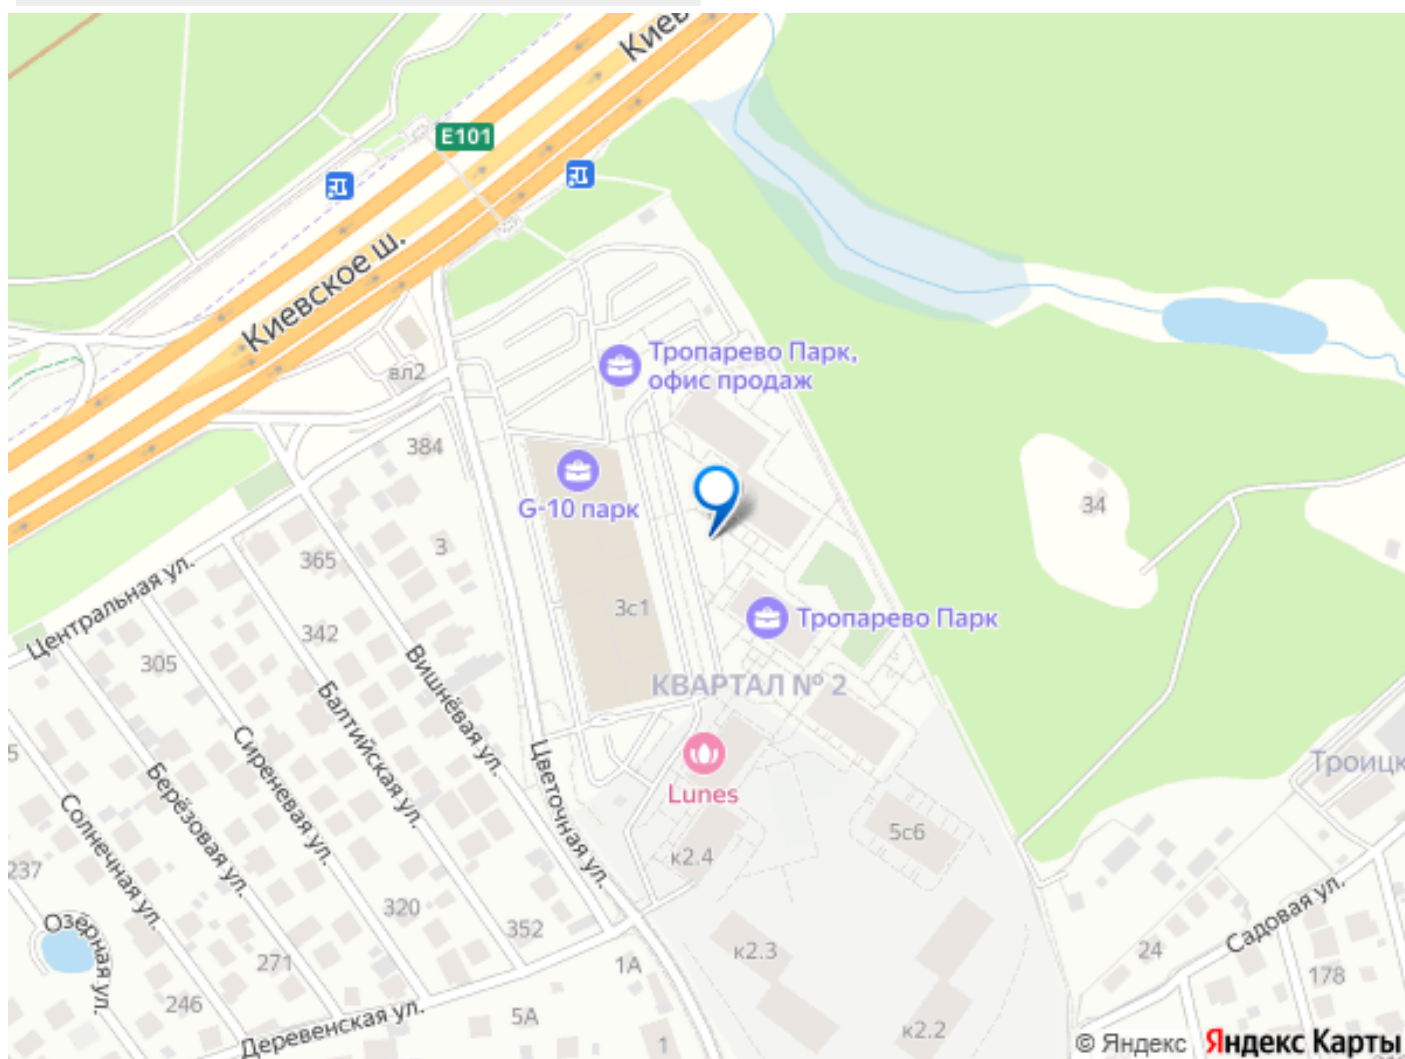 Киев
E101
Киевское ш.
Тропарево Парк,
офис продаж
вл2
384
G-10 парк
34
365
3
Центральная ул.
3с1
342
Тропарево Парк
305
Вишнёвая ул.
КВАРТАЛ № 2
Балтийская ул.
Сиреневая ул.
Цветочная ул.
Lunes
Троицк
5
Берёзовая ул.
Солнечная ул.
5с6
к2.4
237
320
Озёрная ул.
352
Садовая ул.
к2.3
24
271
1А
178
246
5А
Деревенская ул.
к2.2
1
© Яндекс Яндекс Карты